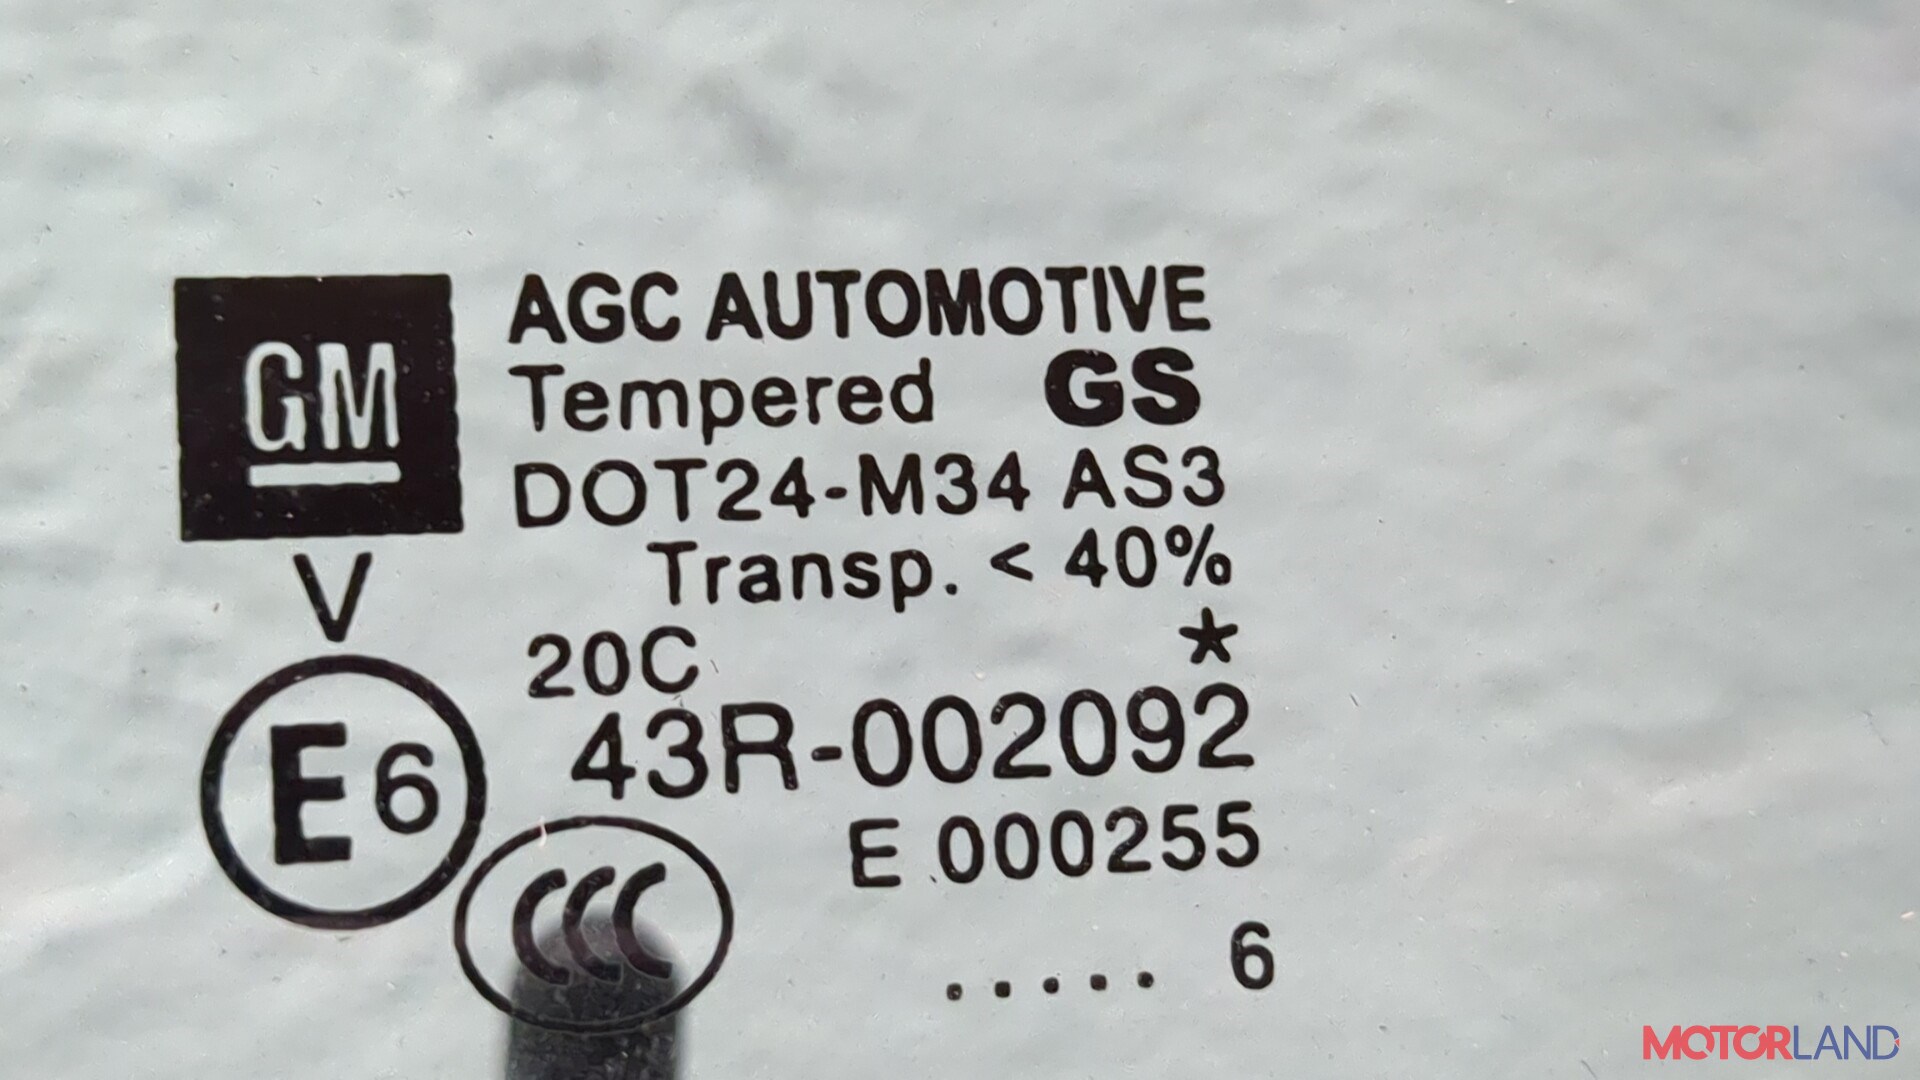 GM
AGC AUTOMOTIVE
Tempered GS
DOT24-M34 AS3
Transp. < 40%
V
20C *
E6
43R-002092
CCC
E 000255
..... 6
MOTORLAND